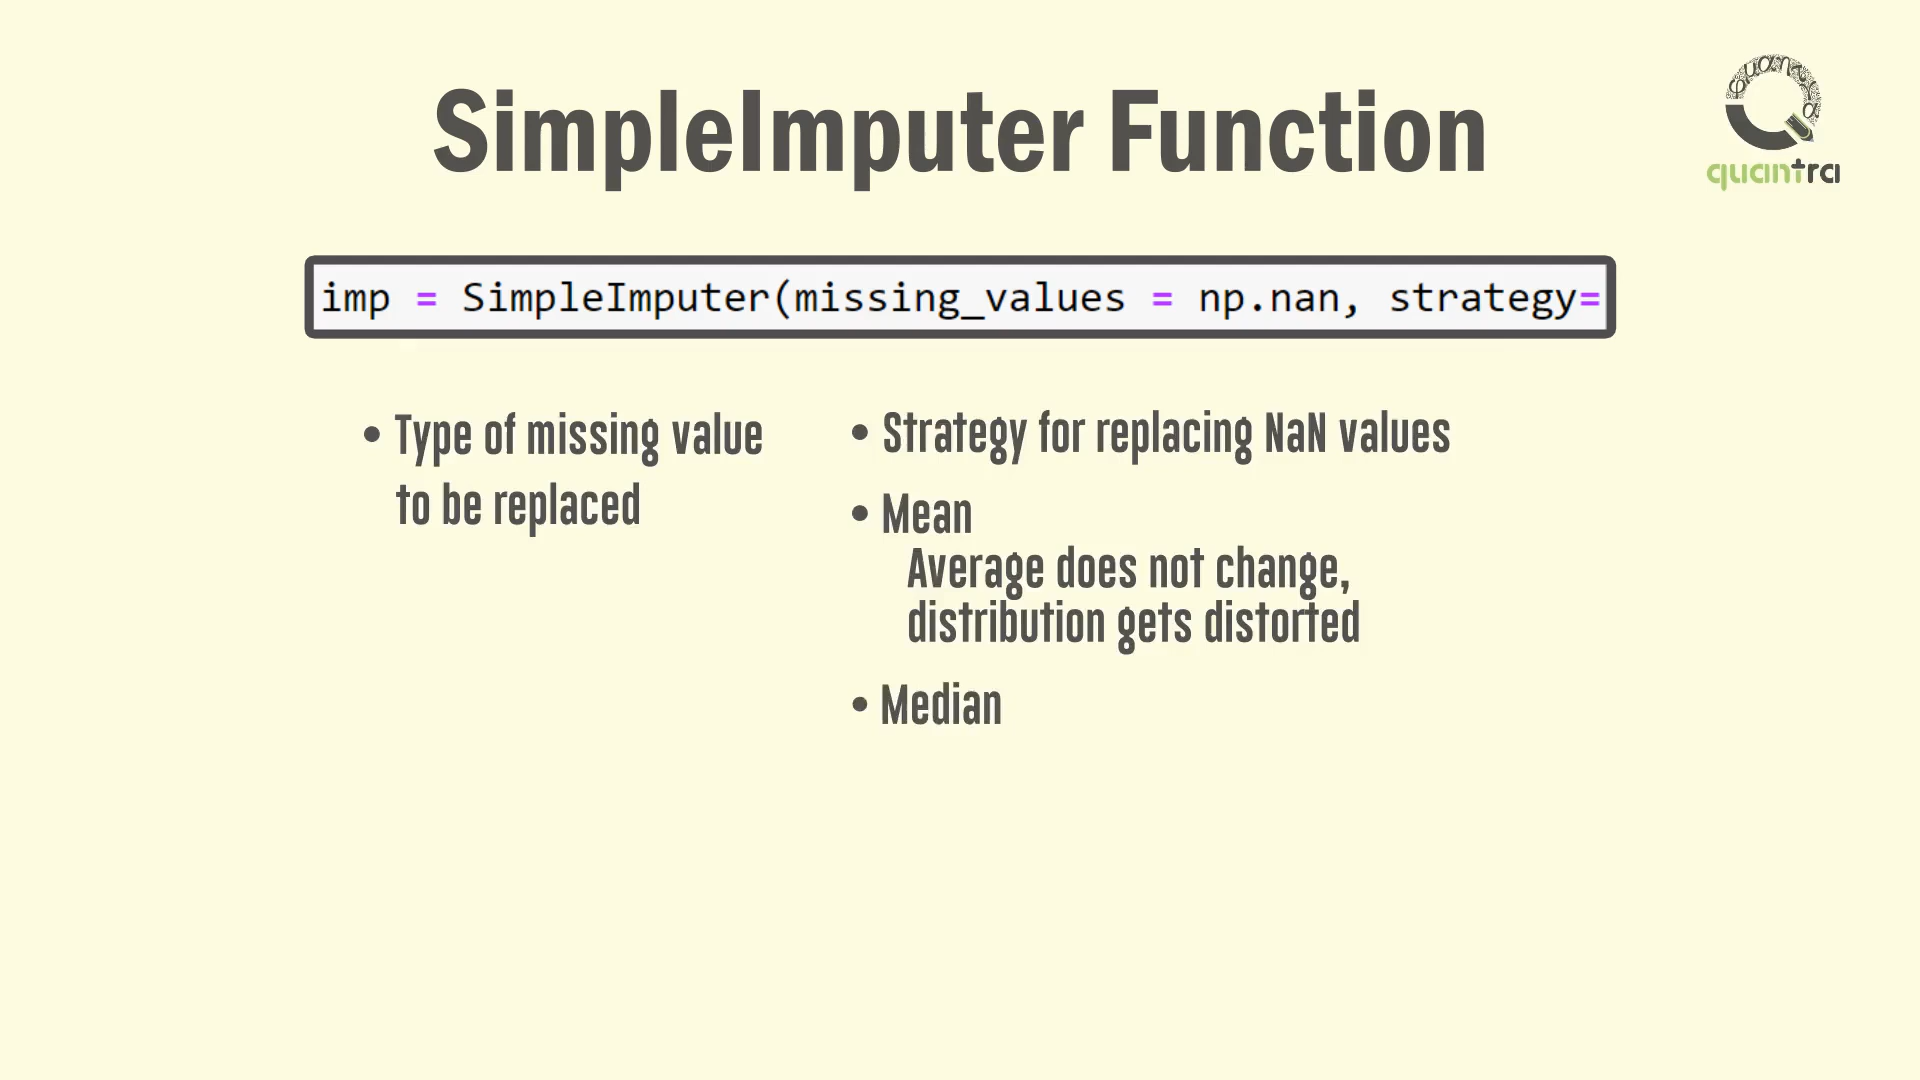 SimpleImputer Function
quantra
imp = SimpleImputer(missing_values = np.nan, strategy=
• Type of missing value
to be replaced
• Strategy for replacing NaN values
• Mean
Average does not change,
distribution gets distorted
• Median